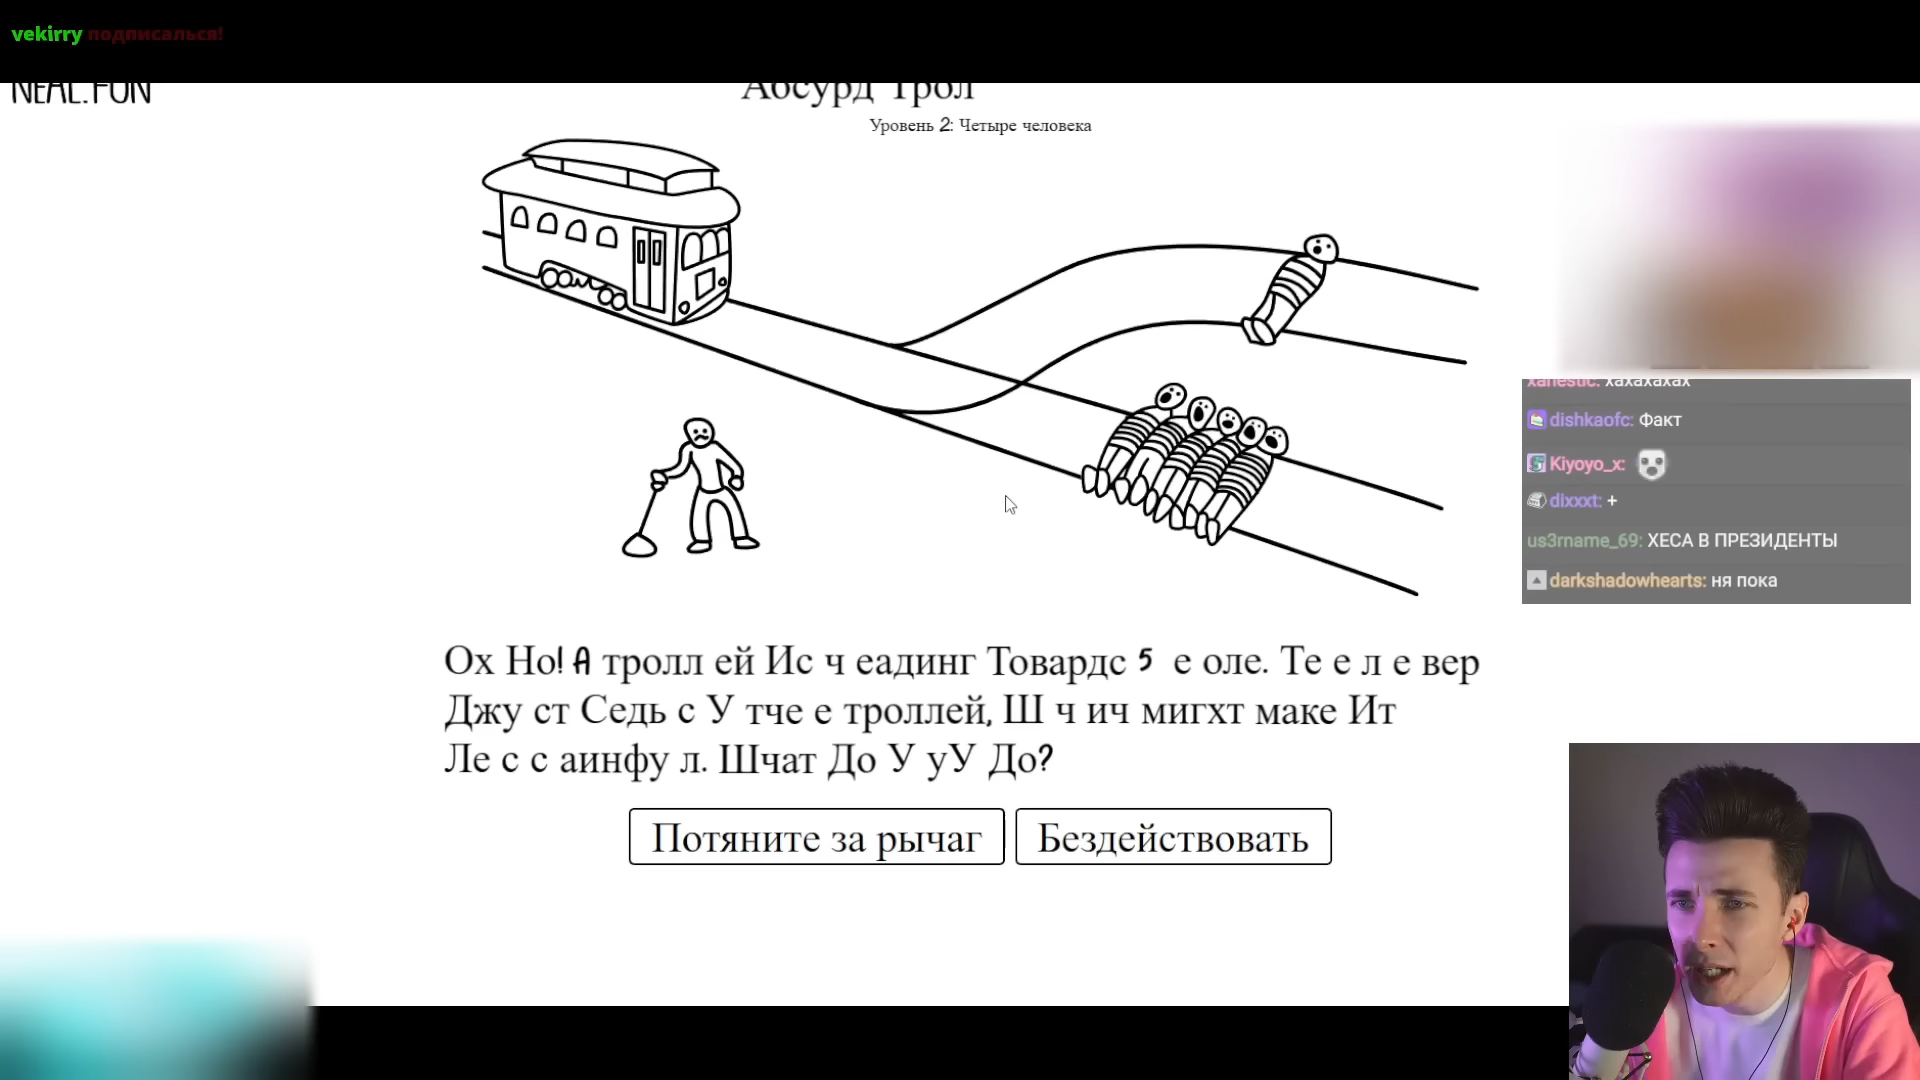 vekirry подписалься!
NEAL.FUN
Абсурд Трол
Уровень 2: Четыре человека
xanestic: хахахахах
dishkaofc: Факт
Kiyoyo_x:
dixxxt: +
us3rname_69: ХЕСА В ПРЕЗИДЕНТЫ
darkshadowhearts: ня пока
Ох Но! А тролл ей Ис ч еадинг Товардс 5 е оле. Те е л е вер
Джу ст Седь с У тче е троллей, Ш ч ич мигхт маке Ит
Ле с с аинфу л. Шчат До У уУ До?
Потяните за рычаг
Бездействовать